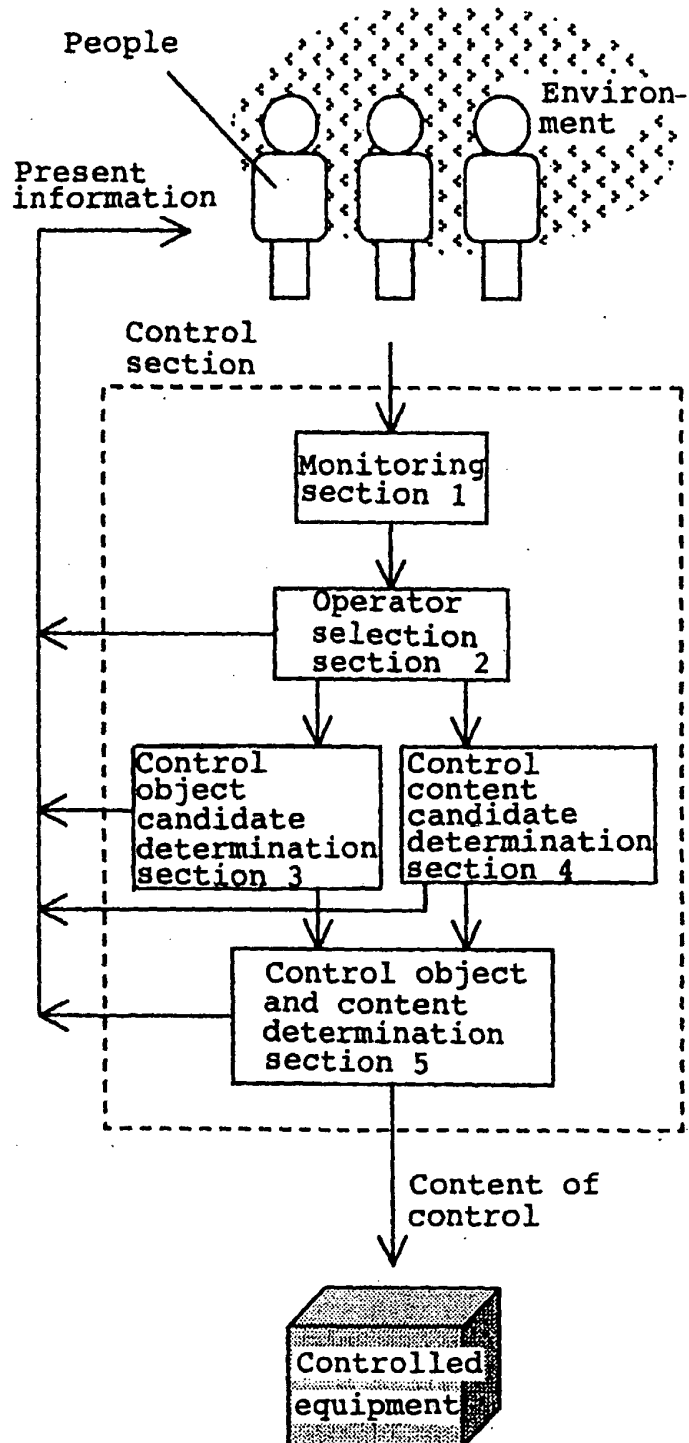 People
Environ-
ment
Present
information
Control
section
Monitoring
section 1
Operator
selection
section 2
Control
object
candidate
determination
section 3
Control
content
candidate
determination
section 4
Control object
and content
determination
section 5
Content of
control
Controlled
equipment